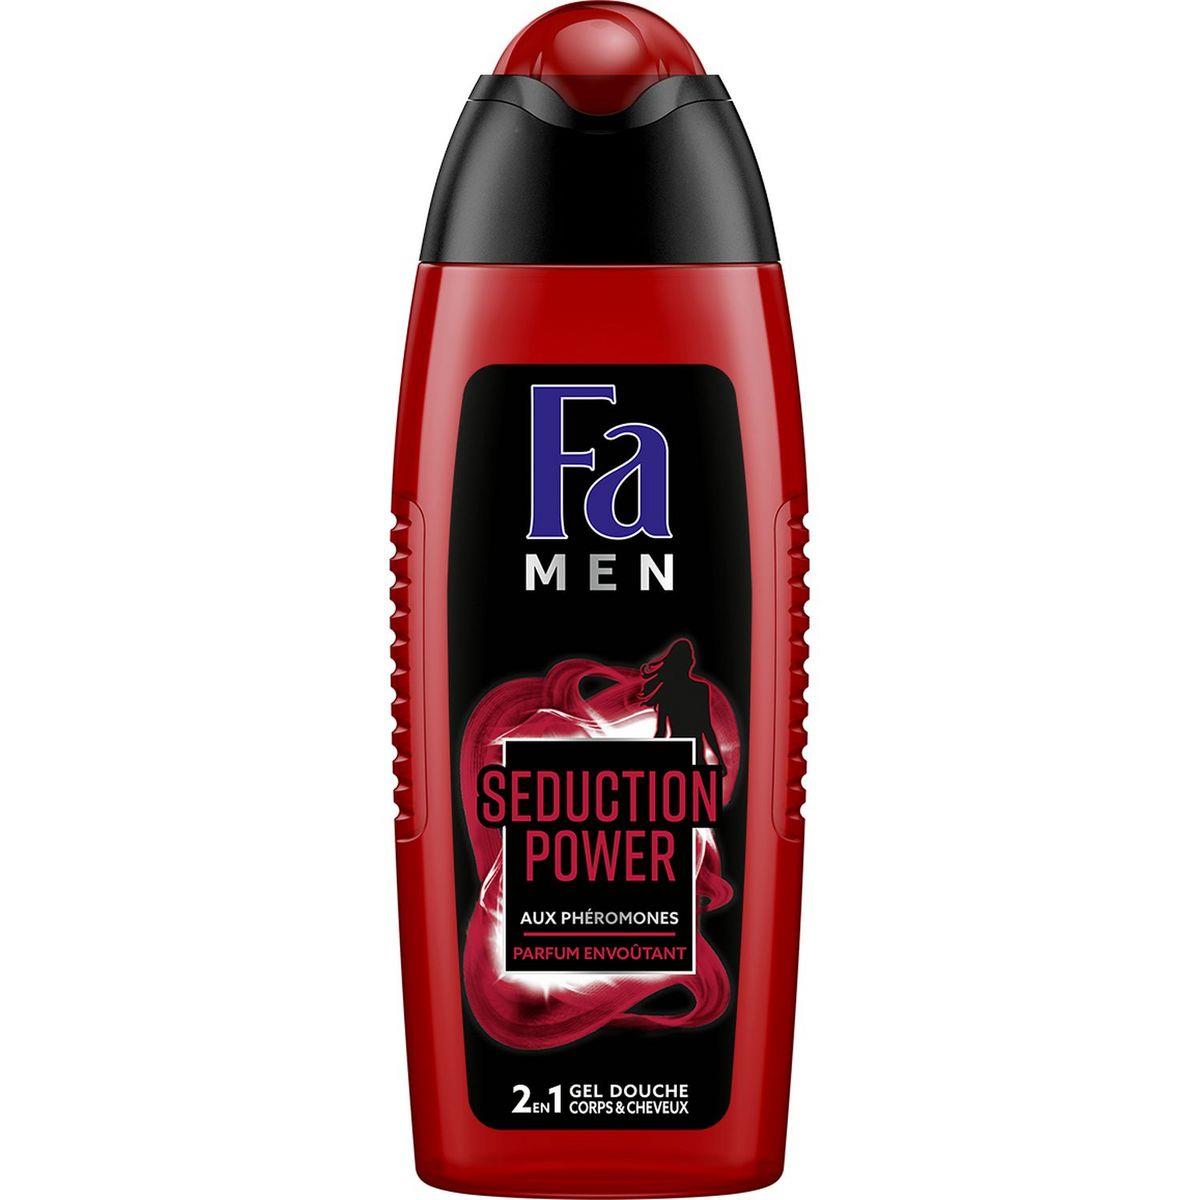 Fa
MEN
SEDUCTION
POWER
AUX PHÉROMONES
PARFUM ENVOÛTANT
2EN1 GEL DOUCHE
CORPS & CHEVEUX